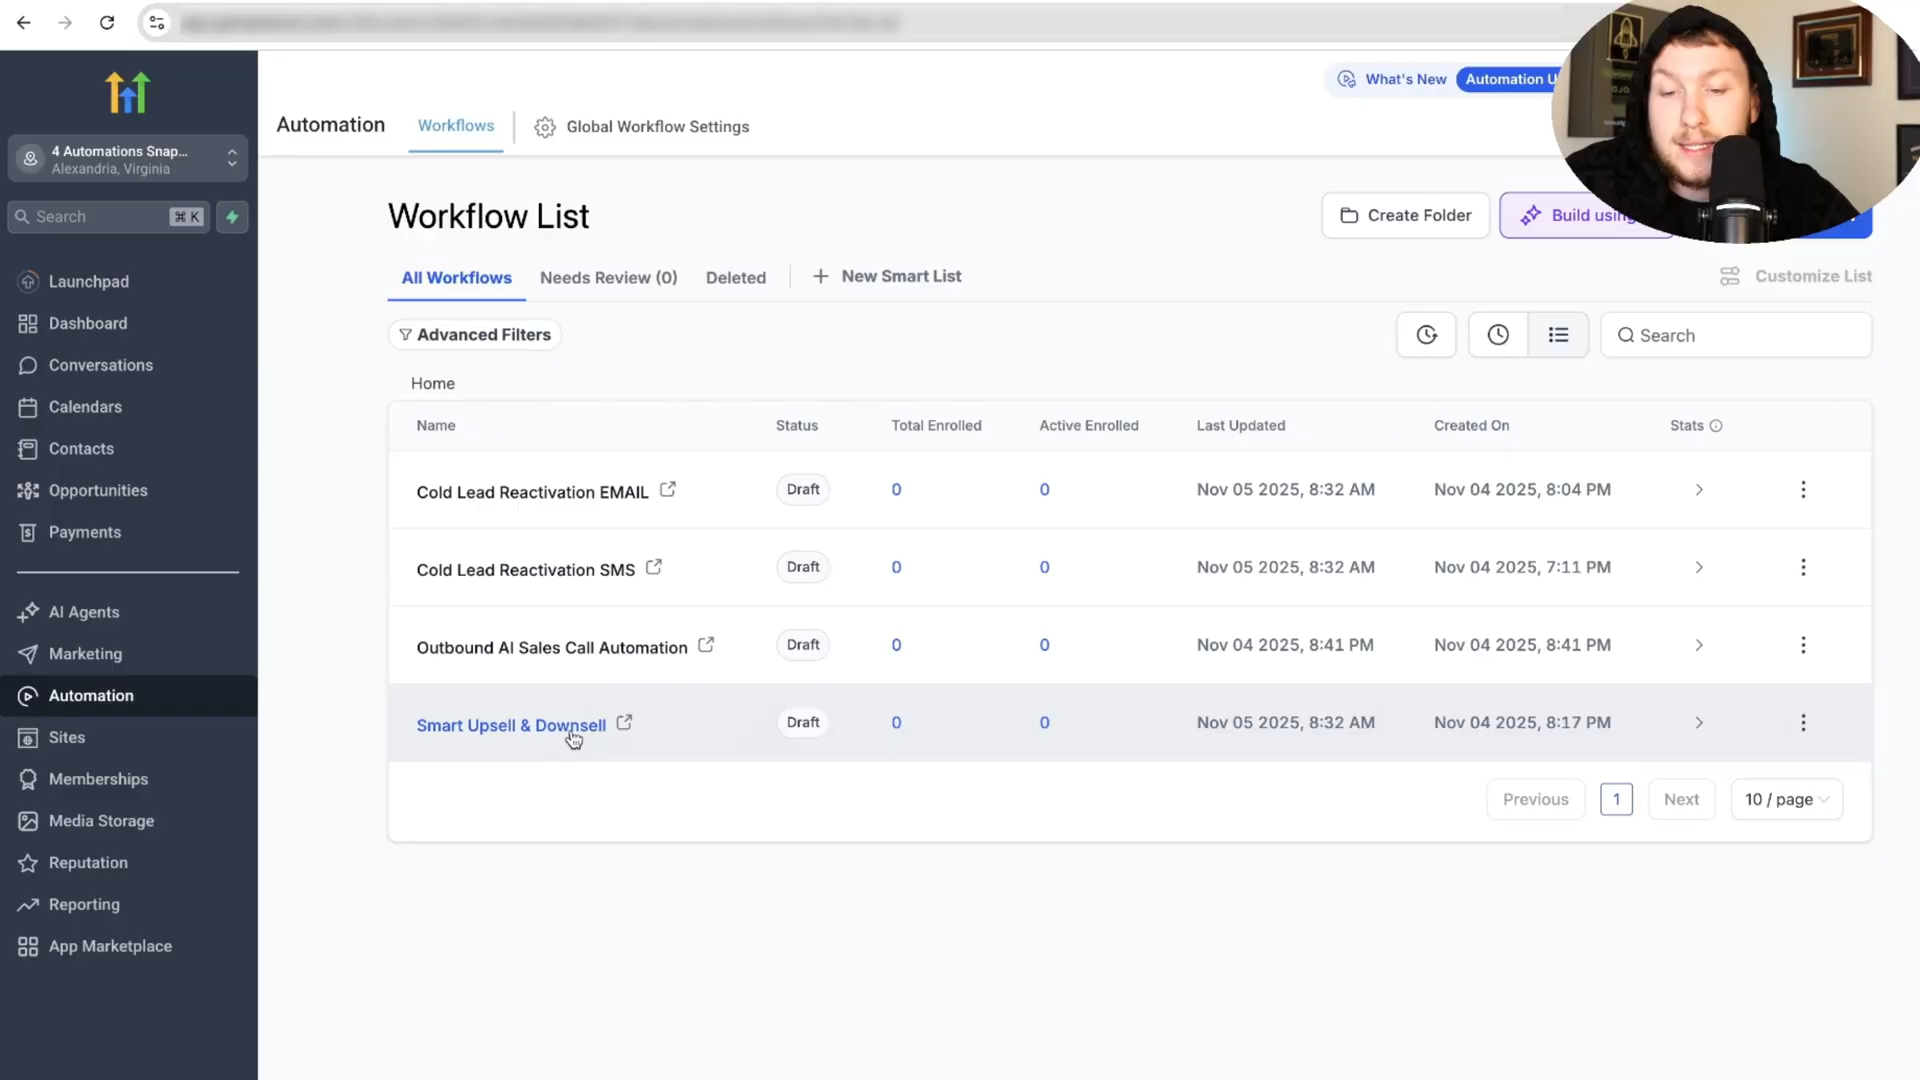 What's New
Automation U
4 Automations Snap...
Alexandria, Virginia
Automation
Workflows
Global Workflow Settings
Search
⌘ K
Workflow List
Create Folder
Build using
All Workflows
Needs Review (0)
Deleted
+ New Smart List
Customize List
Launchpad
Dashboard
Conversations
Calendars
Contacts
Opportunities
Payments
AI Agents
Marketing
Automation
Sites
Memberships
Media Storage
Reputation
Reporting
App Marketplace
Advanced Filters
Search
Home
Name Status Total Enrolled Active Enrolled Last Updated Created On Stats
Cold Lead Reactivation EMAIL Draft 0 0 Nov 05 2025, 8:32 AM Nov 04 2025, 8:04 PM
Cold Lead Reactivation SMS Draft 0 0 Nov 05 2025, 8:32 AM Nov 04 2025, 7:11 PM
Outbound AI Sales Call Automation Draft 0 0 Nov 04 2025, 8:41 PM Nov 04 2025, 8:41 PM
Smart Upsell & Downsell Draft 0 0 Nov 05 2025, 8:32 AM Nov 04 2025, 8:17 PM
Previous 1 Next 10 / page